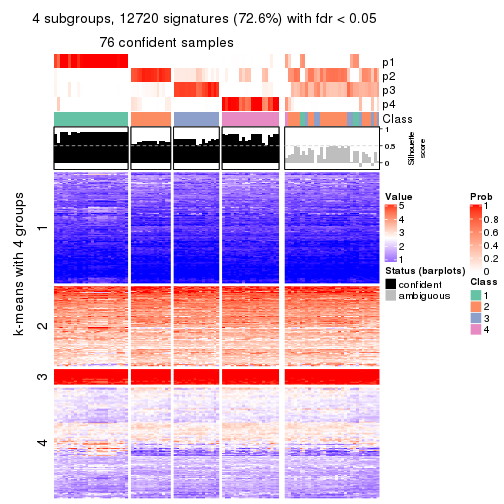 4 subgroups, 12720 signatures (72.6%) with fdr < 0.05
76 confident samples
p1
p2
p3
p4
Class
1
0.5
0
Silhouette
score
k-means with 4 groups
1
2
3
4
Value
5
4
3
2
1
Status (barplots)
confident
ambiguous
Prob
1
0.8
0.6
0.4
0.2
0
Class
1
2
3
4